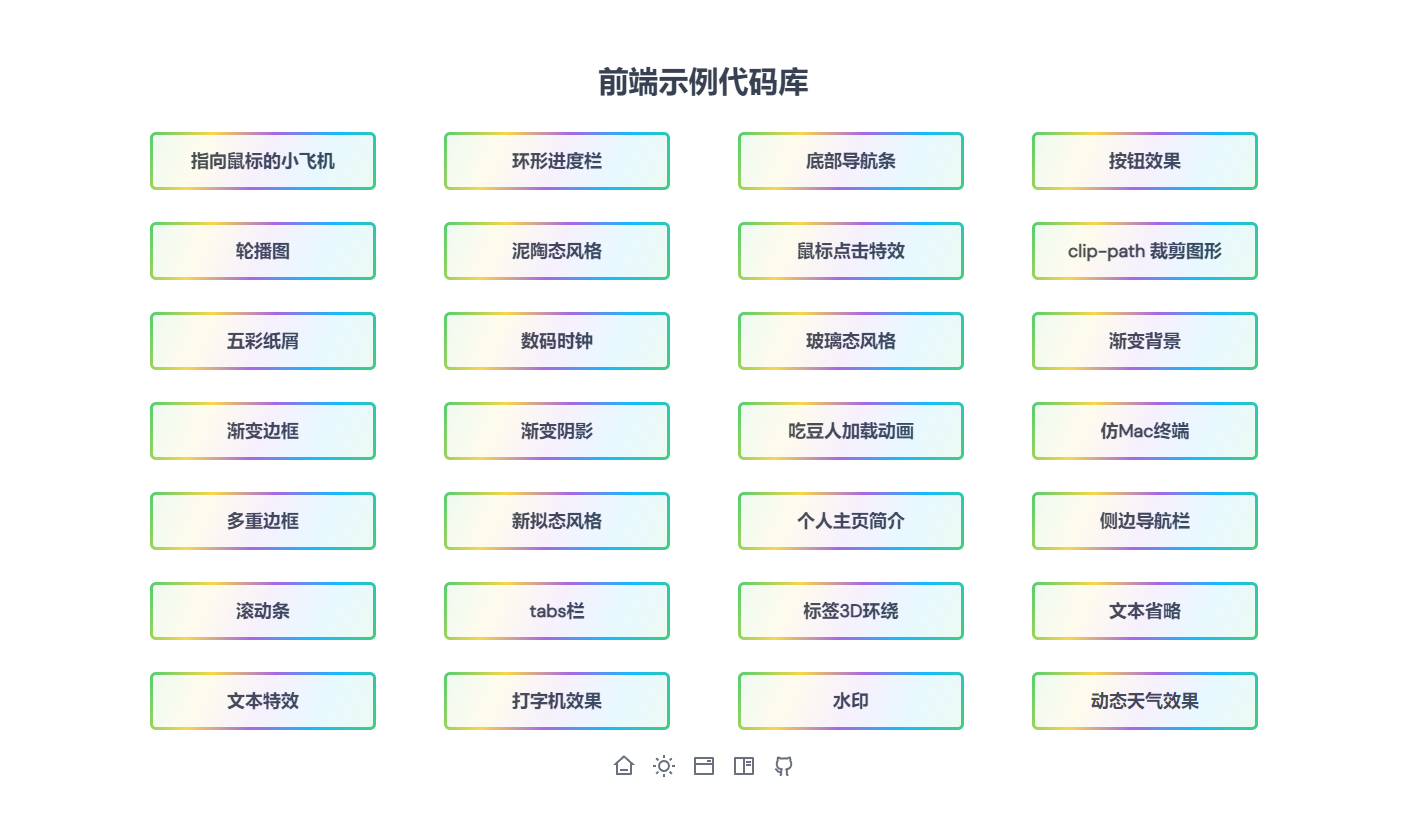 前端示例代码库
指向鼠标的小飞机
环形进度栏
底部导航条
按钮效果
轮播图
泥陶态风格
鼠标点击特效
clip-path 裁剪图形
五彩纸屑
数码时钟
玻璃态风格
渐变背景
渐变边框
渐变阴影
吃豆人加载动画
仿Mac终端
多重边框
新拟态风格
个人主页简介
侧边导航栏
滚动条
tabs栏
标签3D环绕
文本省略
文本特效
打字机效果
水印
动态天气效果